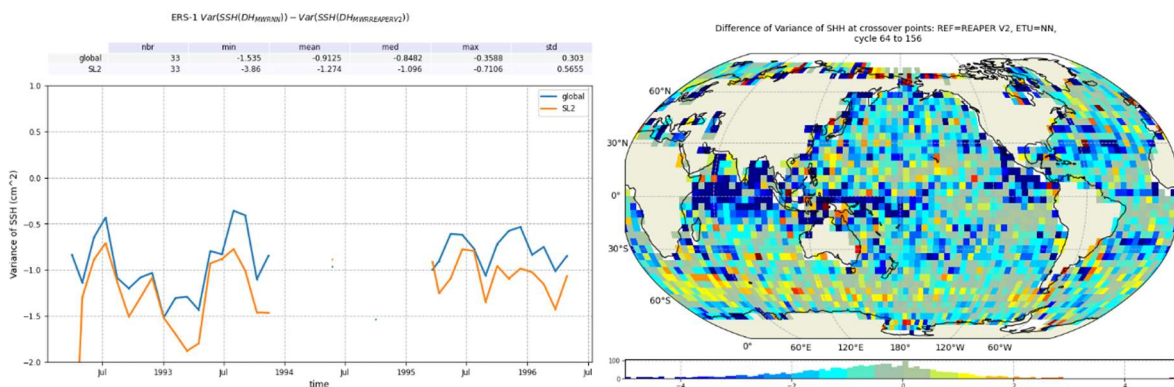 ERS-1 Var(SSH(DH_MWRNN)) − Var(SSH(DH_MWRREAPERV2))
nbr min mean med max std
global 33 -1.535 -0.9125 -0.8482 -0.3588 0.303
SL2 33 -3.86 -1.274 -1.096 -0.7106 0.5655
1.0
global
SL2
0.5
0.0
-0.5
-1.0
-1.5
-2.0
Variance of SSH (cm^2)
Jul 1993 Jul 1994 Jul 1995 Jul 1996 Jul
time
Difference of Variance of SHH at crossover points: REF=REAPER V2, ETU=NN,
cycle 64 to 156
60°N
30°N
0°
30°S
60°S
0° 60°E 120°E 180° 120°W 60°W
100
0
-4 -2 0 2 4